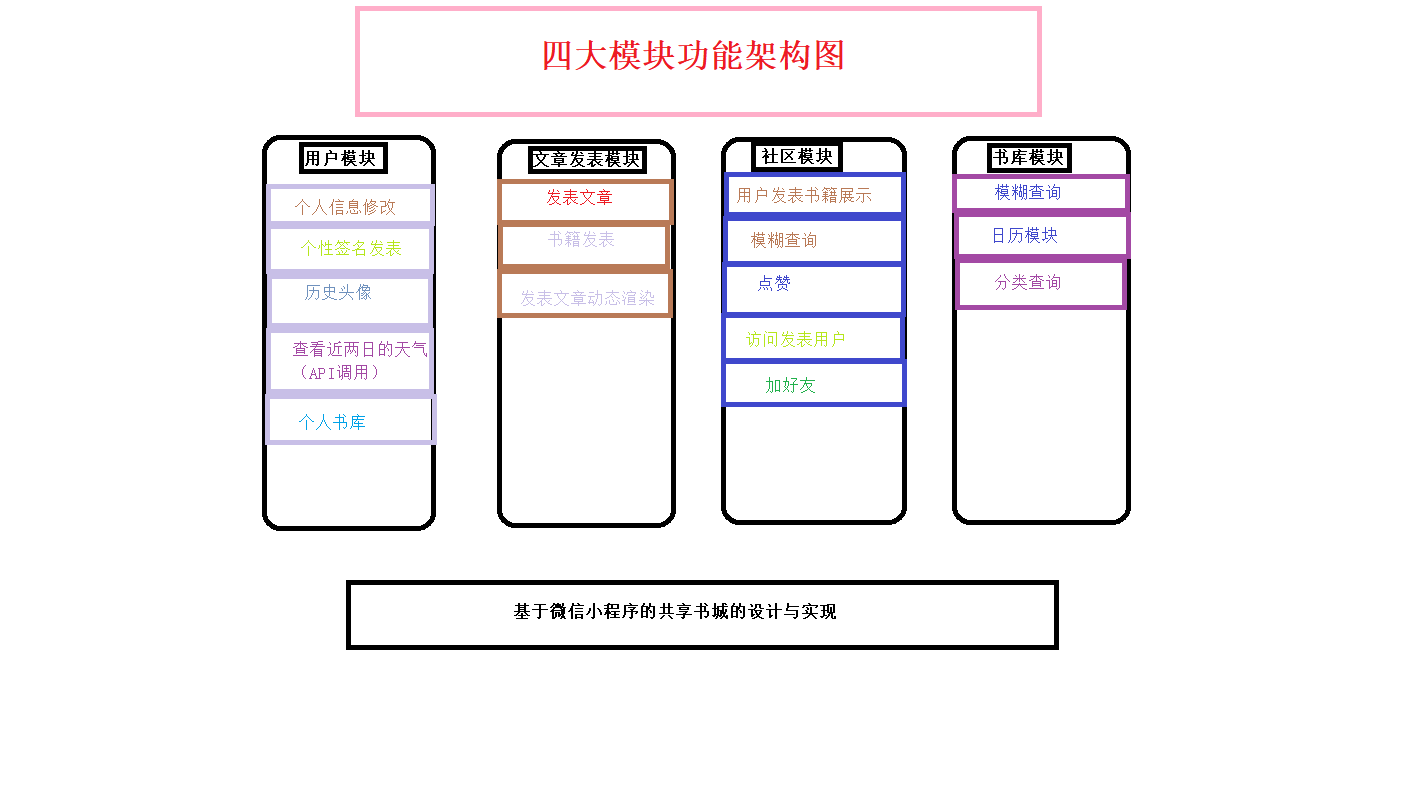 四大模块功能架构图
用户模块
个人信息修改
个性签名发表
历史头像
查看近两日的天气
（API调用）
个人书库
文章发表模块
发表文章
书籍发表
发表文章动态渲染
社区模块
用户发表书籍展示
模糊查询
点赞
访问发表用户
加好友
书库模块
模糊查询
日历模块
分类查询
基于微信小程序的共享书城的设计与实现